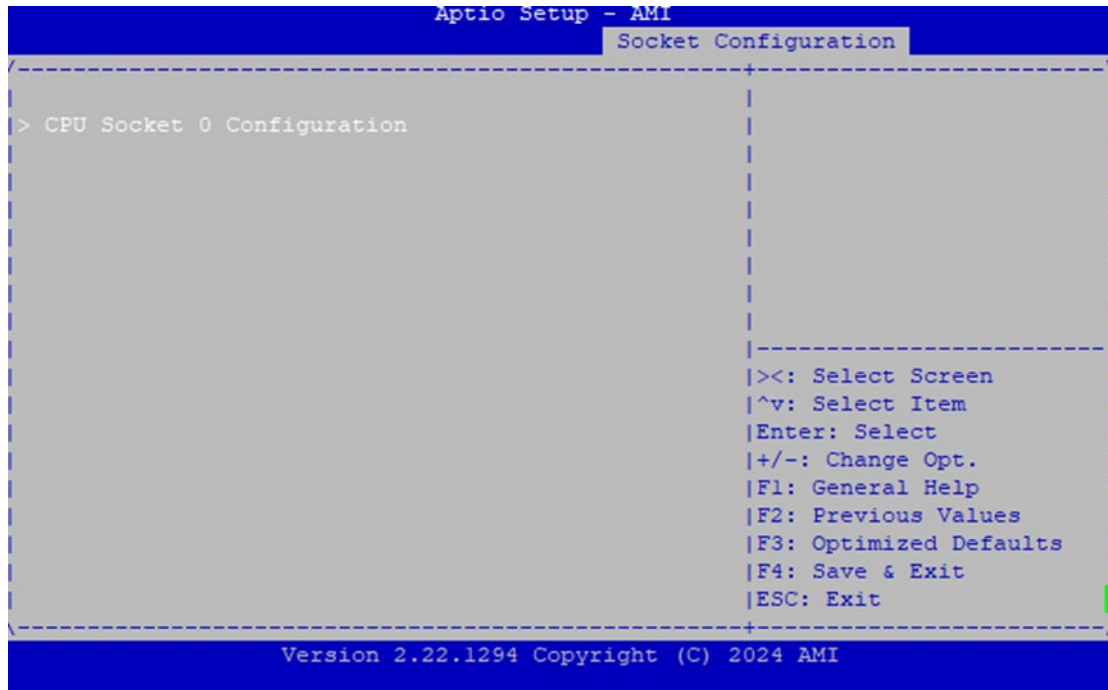 Aptio Setup - AMI
Socket Configuration
> CPU Socket 0 Configuration
><: Select Screen
^v: Select Item
Enter: Select
+/-: Change Opt.
F1: General Help
F2: Previous Values
F3: Optimized Defaults
F4: Save & Exit
ESC: Exit
Version 2.22.1294 Copyright (C) 2024 AMI